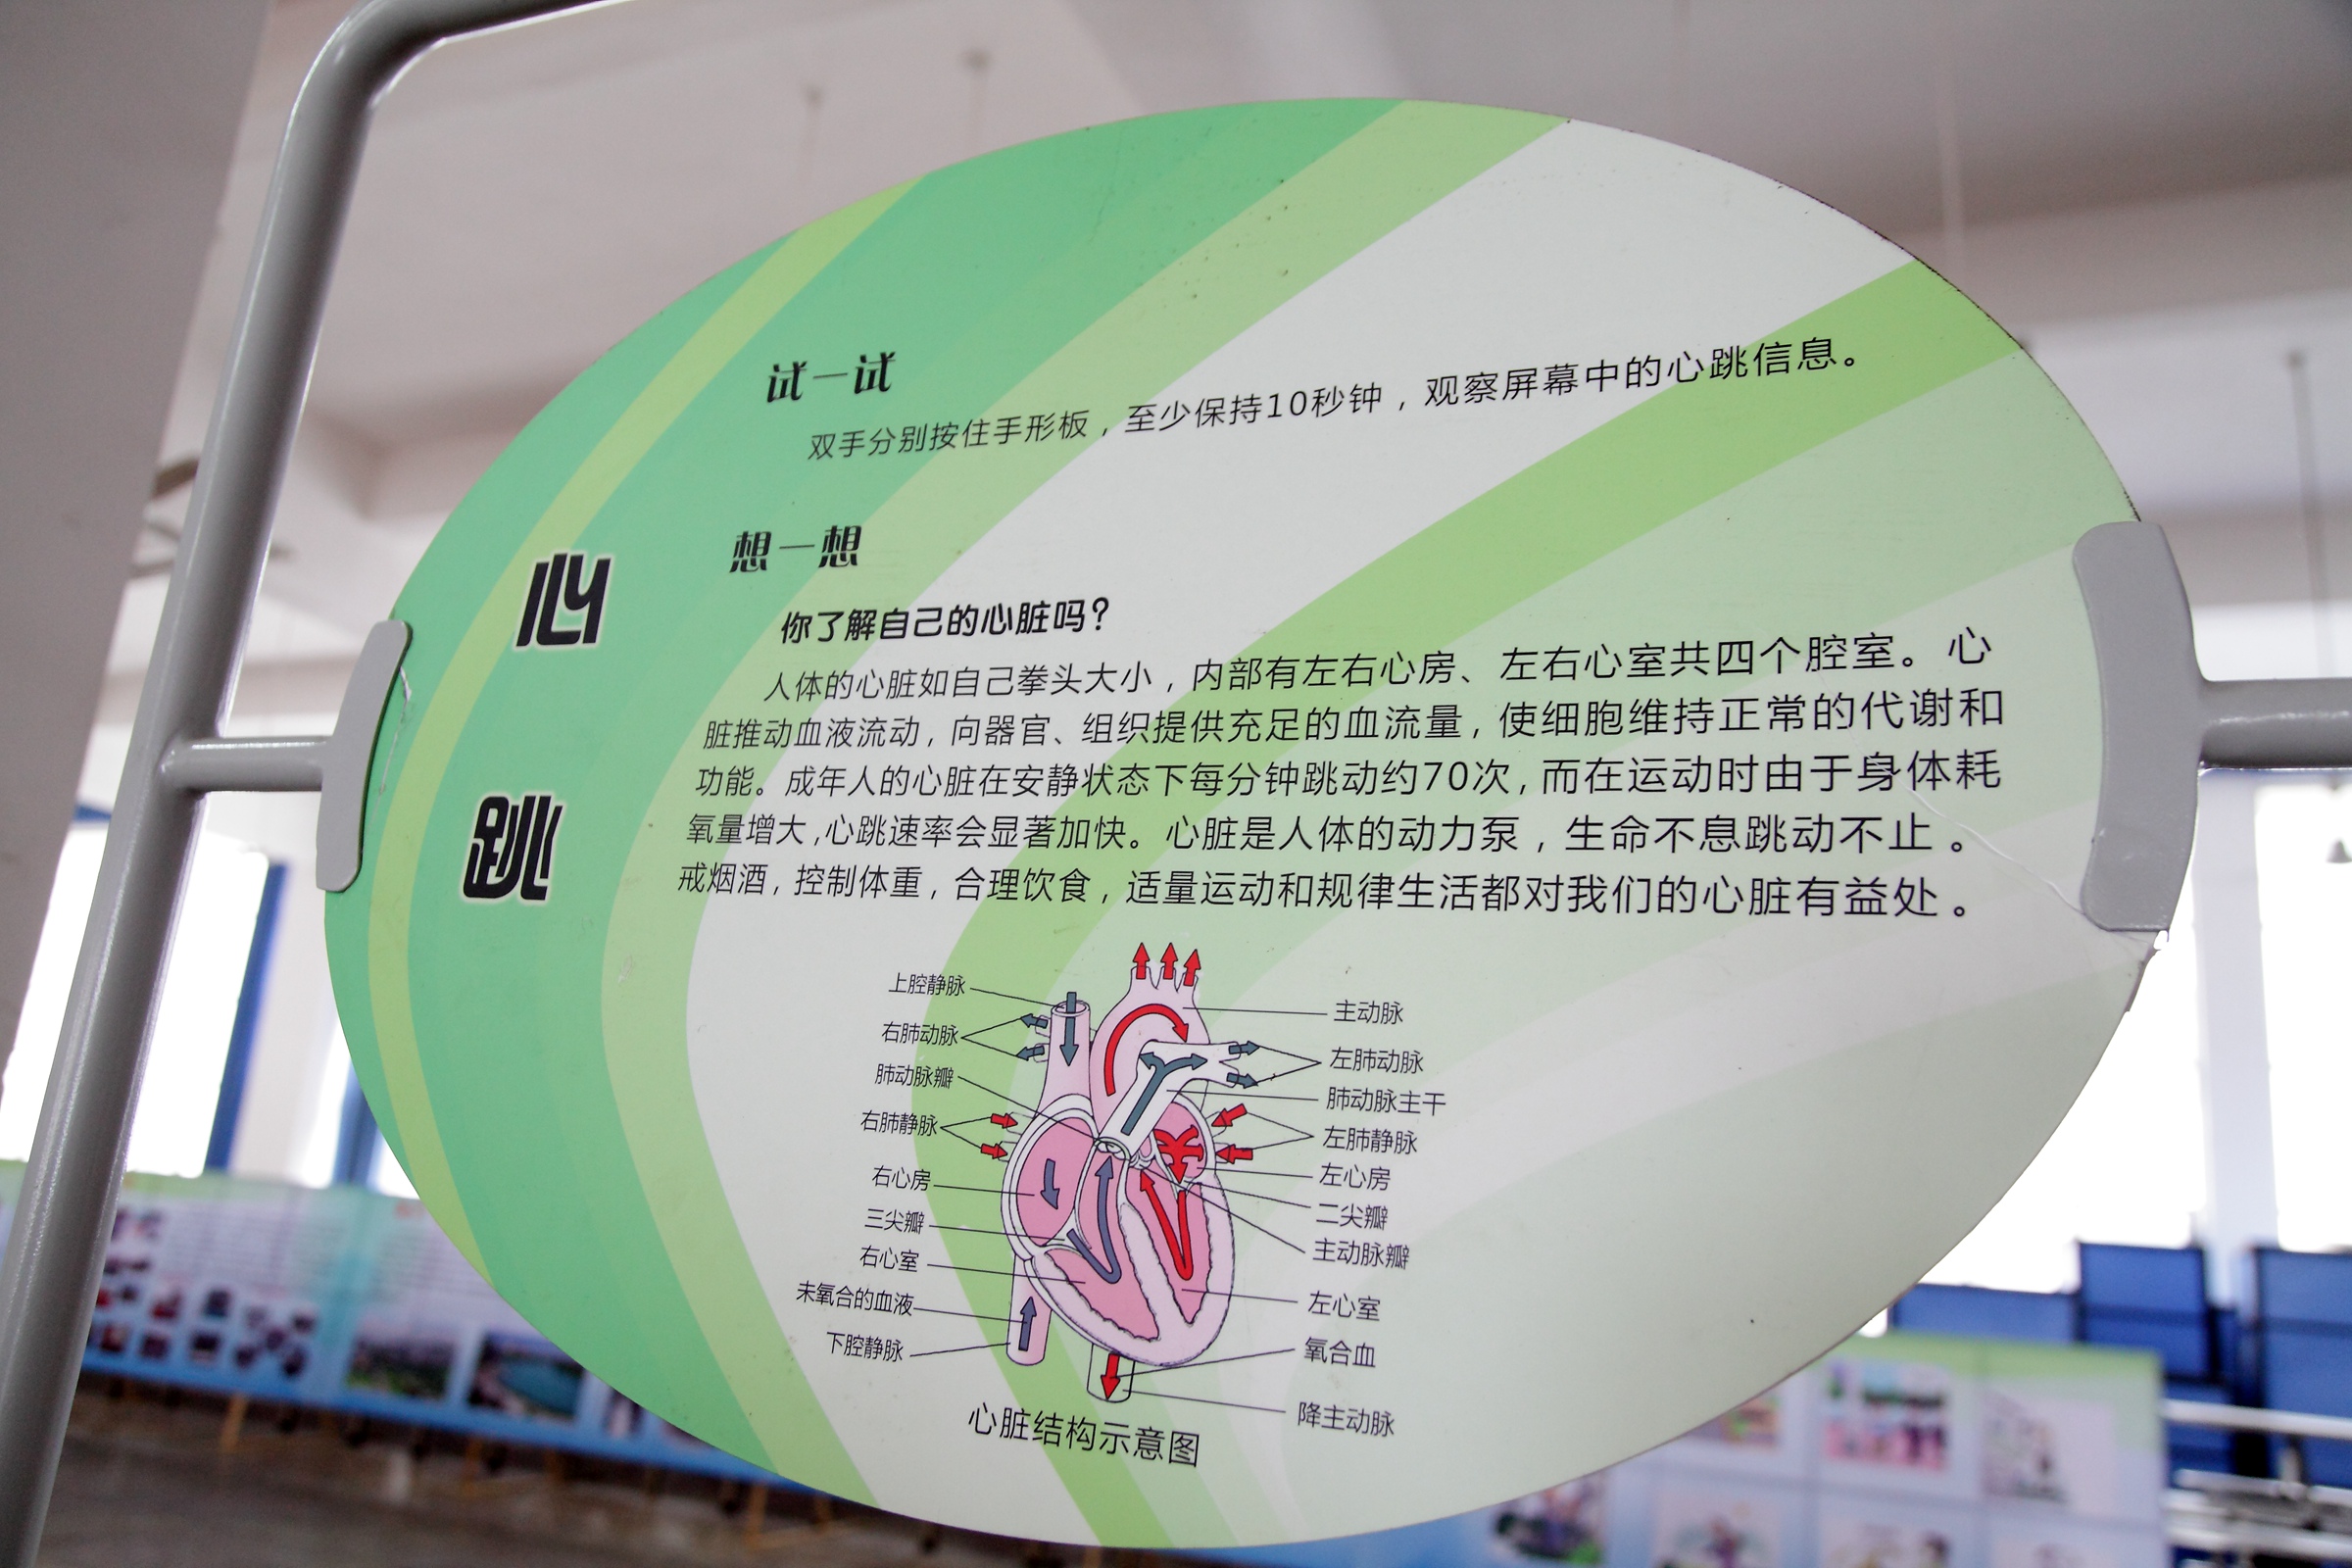 心跳
试一试
双手分别按住手形板，至少保持10秒钟，观察屏幕中的心跳信息。
想一想
你了解自己的心脏吗？
人体的心脏如自己拳头大小，内部有左右心房、左右心室共四个腔室。心
脏推动血液流动，向器官、组织提供充足的血流量，使细胞维持正常的代谢和
功能。成年人的心脏在安静状态下每分钟跳动约70次，而在运动时由于身体耗
氧量增大，心跳速率会显著加快。心脏是人体的动力泵，生命不息跳动不止。
戒烟酒，控制体重，合理饮食，适量运动和规律生活都对我们的心脏有益处。
上腔静脉
右肺动脉
肺动脉瓣
右肺静脉
右心房
三尖瓣
右心室
未氧合的血液
下腔静脉
主动脉
左肺动脉
肺动脉主干
左肺静脉
左心房
二尖瓣
主动脉瓣
左心室
氧合血
降主动脉
心脏结构示意图